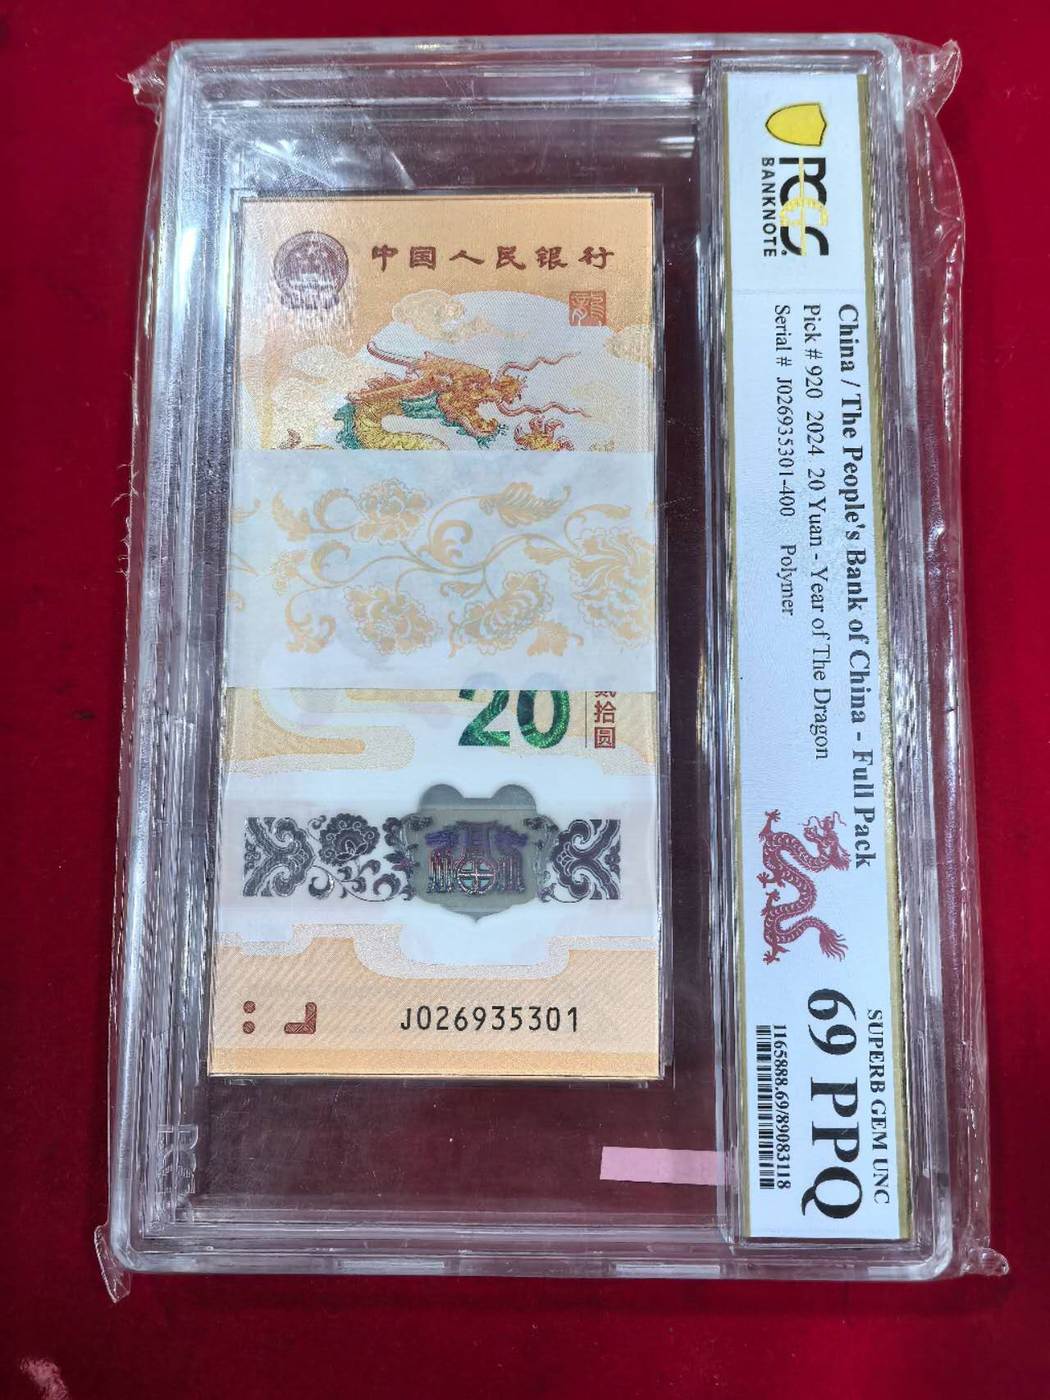 中国人民银行
龍
20
贰拾圆
J026935301
PCGS
BANKNOTE
China / The People's Bank of China - Full Pack
Pick # 920 2024 20 Yuan - Year of The Dragon
Serial # J026935301-400 Polymer
SUPERB GEM UNC
69 PPQ
1165888.69/89083118